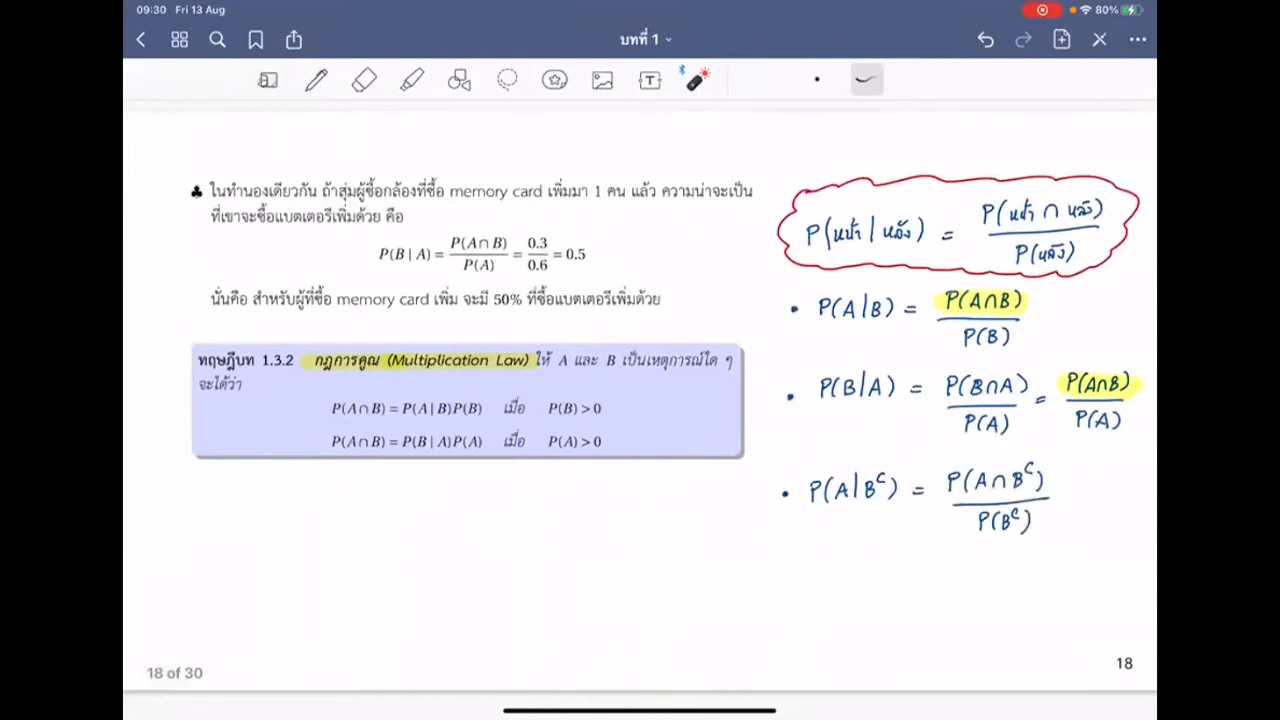 09:30 Fri 13 Aug
80%
บทที่ 1
T
♣ ในทำนองเดียวกัน ถ้าสุ่มผู้ซื้อกล้องที่ซื้อ memory card เพิ่มมา 1 คน แล้ว ความน่าจะเป็น
ที่เขาจะซื้อแบตเตอรี่เพิ่มด้วย คือ
P(B | A) = P(A∩B)/P(A) = 0.3/0.6 = 0.5
นั่นคือ สำหรับผู้ที่ซื้อ memory card เพิ่ม จะมี 50% ที่ซื้อแบตเตอรี่เพิ่มด้วย
ทฤษฎีบท 1.3.2 กฎการคูณ (Multiplication Law) ให้ A และ B เป็นเหตุการณ์ใด ๆ
จะได้ว่า
P(A∩B) = P(A | B)P(B) เมื่อ P(B) > 0
P(A∩B) = P(B | A)P(A) เมื่อ P(A) > 0
P(หน้า | หลัง) = P(หน้า ∩ หลัง)/P(หลัง)
• P(A|B) = P(A∩B)/P(B)
• P(B|A) = P(B∩A)/P(A) = P(A∩B)/P(A)
• P(A|Bᶜ) = P(A∩Bᶜ)/P(Bᶜ)
18 of 30
18